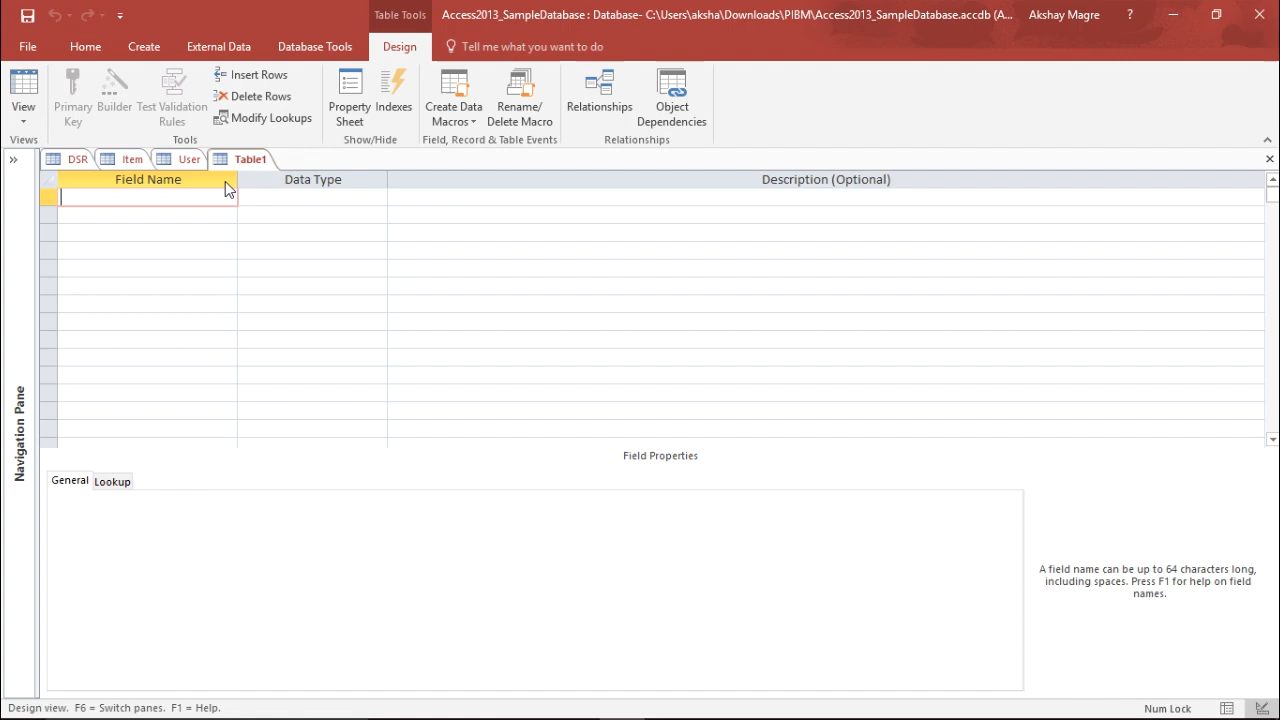 Table Tools
Access2013_SampleDatabase : Database- C:\Users\aksha\Downloads\PIBM\Access2013_SampleDatabase.accdb (A...
Akshay Magre
?
File
Home
Create
External Data
Database Tools
Design
Tell me what you want to do
View
Primary Key
Builder
Test Validation Rules
Insert Rows
Delete Rows
Modify Lookups
Property Sheet
Indexes
Create Data Macros
Rename/ Delete Macro
Relationships
Object Dependencies
Views
Tools
Show/Hide
Field, Record & Table Events
Relationships
DSR
Item
User
Table1
Field Name
Data Type
Description (Optional)
Navigation Pane
Field Properties
General
Lookup
A field name can be up to 64 characters long,
including spaces. Press F1 for help on field
names.
Design view.  F6 = Switch panes.  F1 = Help.
Num Lock